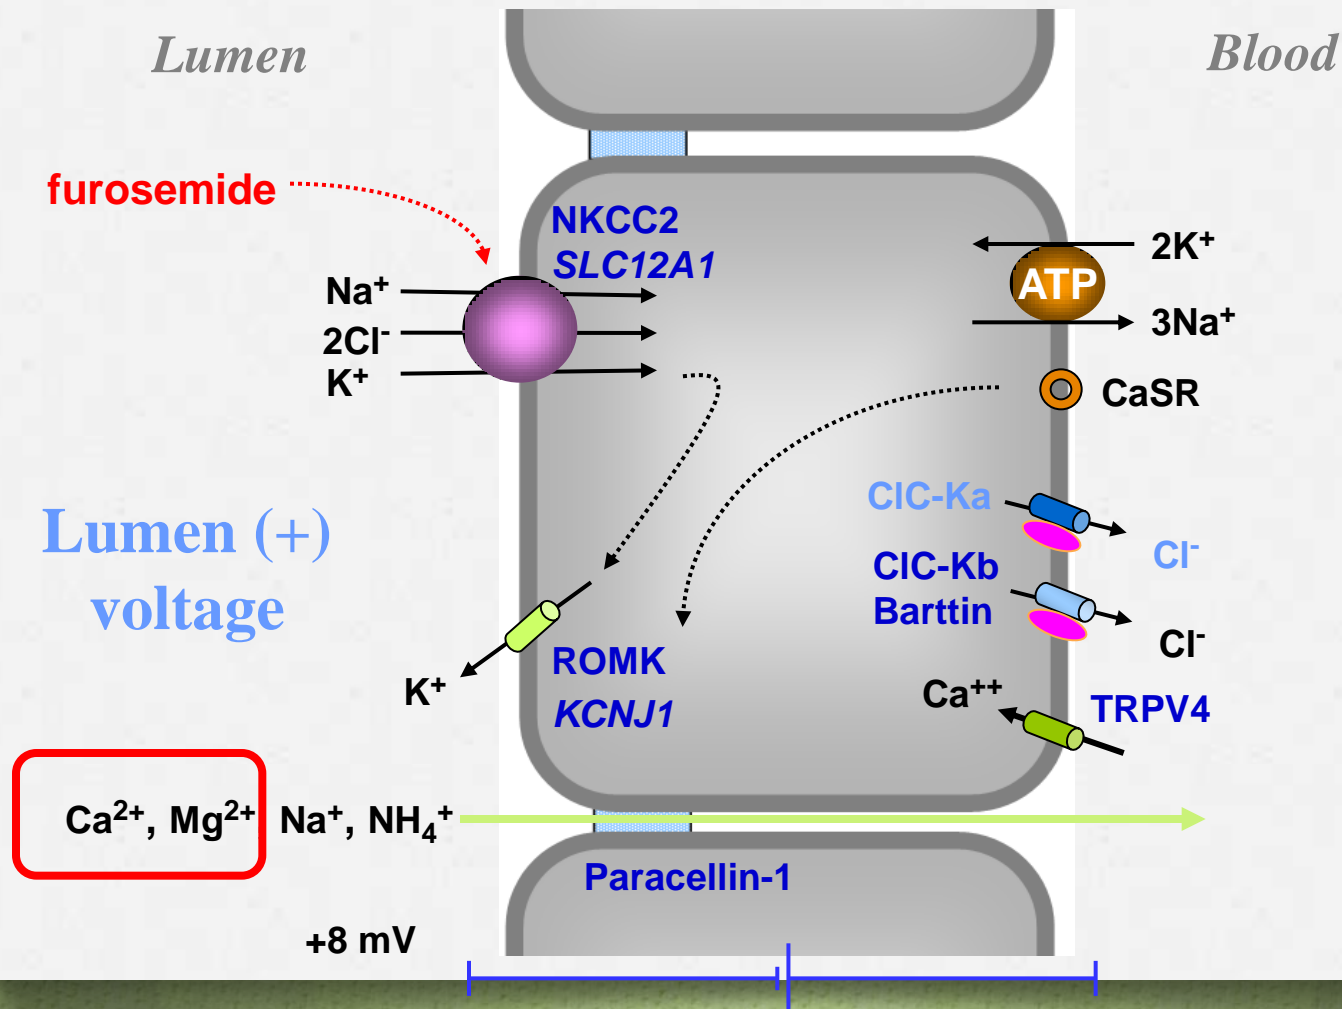 Lumen
Blood
furosemide
NKCC2
SLC12A1
Na⁺
2Cl⁻
K⁺
2K⁺
ATP
3Na⁺
CaSR
Lumen (+)
voltage
ClC-Ka
Cl⁻
ClC-Kb
Barttin
Cl⁻
ROMK
KCNJ1
K⁺
Ca⁺⁺
TRPV4
Ca²⁺, Mg²⁺ Na⁺, NH₄⁺
Paracellin-1
+8 mV